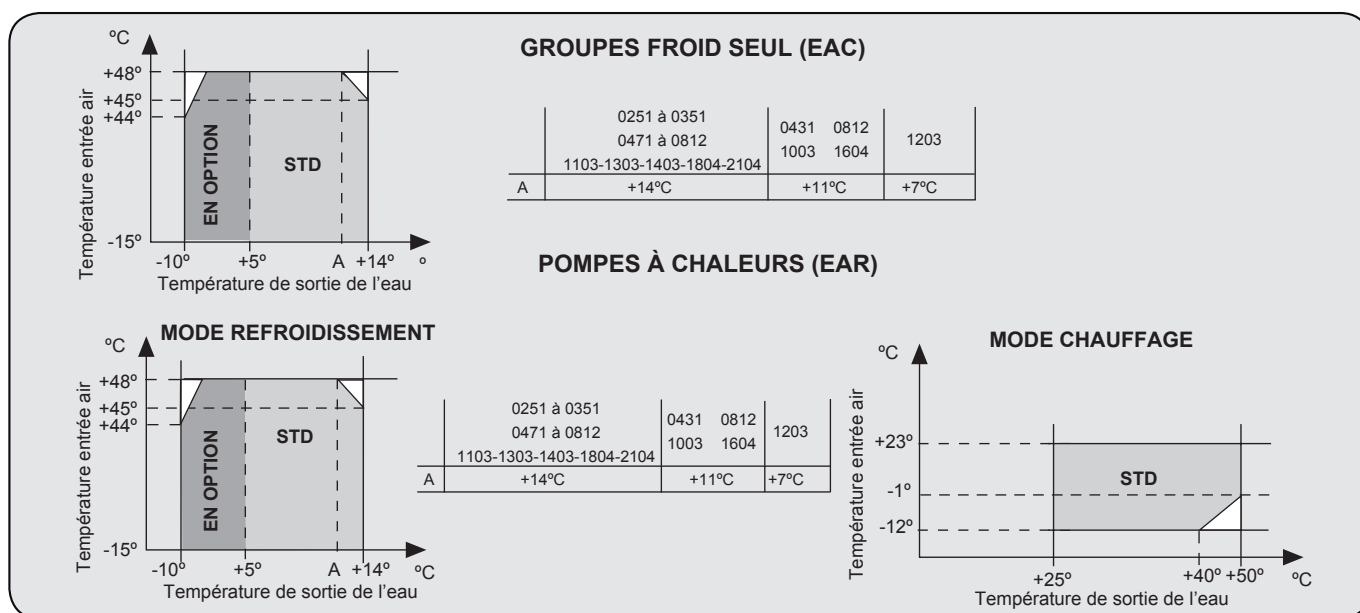 GROUPES FROID SEUL (EAC)
ºC
+48º
+45º
+44º
-15º
Température entrée air
EN OPTION
STD
-10º +5º A +14º º
Température de sortie de l’eau
0251 à 0351
0471 à 0812
1103-1303-1403-1804-2104
0431 0812
1003 1604
1203
A +14ºC +11ºC +7ºC
POMPES À CHALEURS (EAR)
MODE REFROIDISSEMENT
ºC
+48º
+45º
+44º
-15º
Température entrée air
EN OPTION
STD
-10º +5º A +14º ºC
Température de sortie de l’eau
0251 à 0351
0471 à 0812
1103-1303-1403-1804-2104
0431 0812
1003 1604
1203
A +14ºC +11ºC +7ºC
MODE CHAUFFAGE
ºC
+23º
-1º
-12º
Température entrée air
STD
+25º +40º +50º ºC
Température de sortie de l’eau